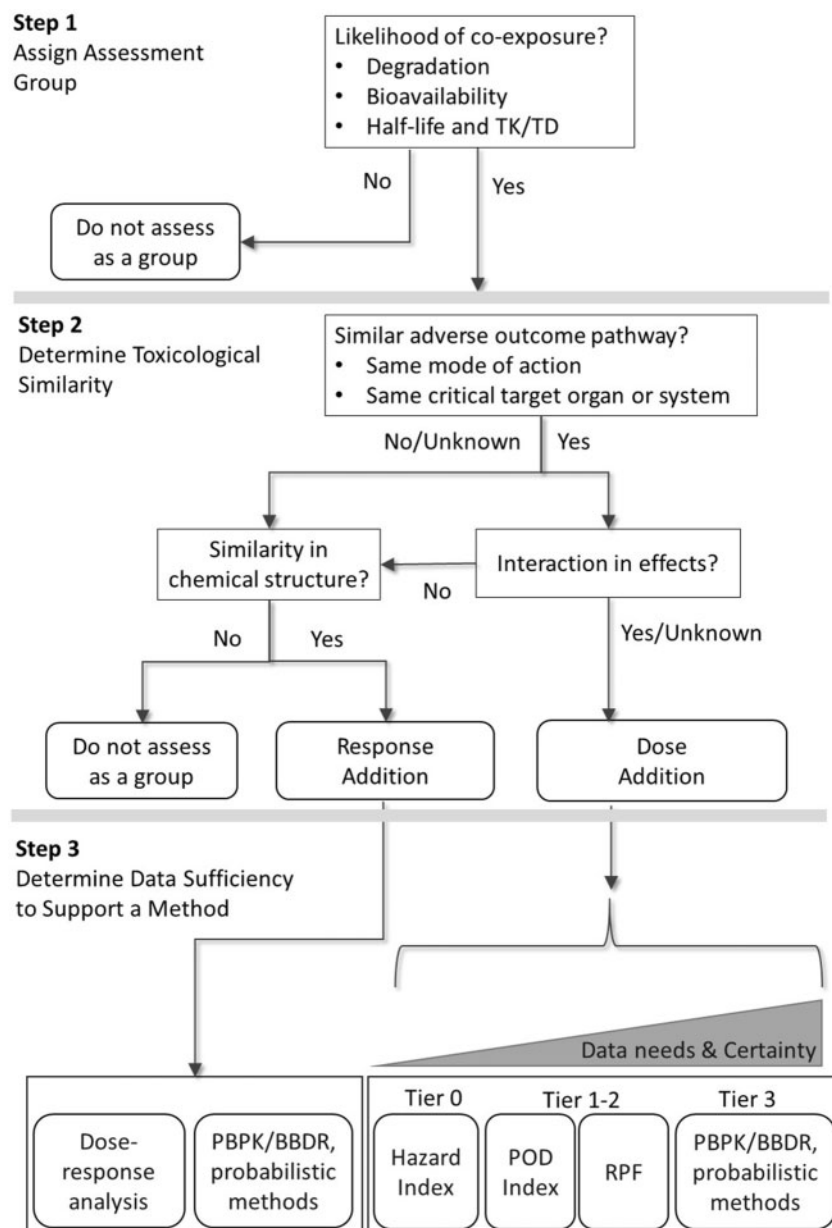 Step 1
Assign Assessment
Group
Likelihood of co-exposure?
• Degradation
• Bioavailability
• Half-life and TK/TD
No
Yes
Do not assess
as a group
Step 2
Determine Toxicological
Similarity
Similar adverse outcome pathway?
• Same mode of action
• Same critical target organ or system
No/Unknown
Yes
Similarity in
chemical structure?
No
Interaction in effects?
No
Yes
Yes/Unknown
Do not assess
as a group
Response
Addition
Dose
Addition
Step 3
Determine Data Sufficiency
to Support a Method
Data needs & Certainty
Tier 0
Tier 1-2
Tier 3
Dose-
response
analysis
PBPK/BBDR,
probabilistic
methods
Hazard
Index
POD
Index
RPF
PBPK/BBDR,
probabilistic
methods